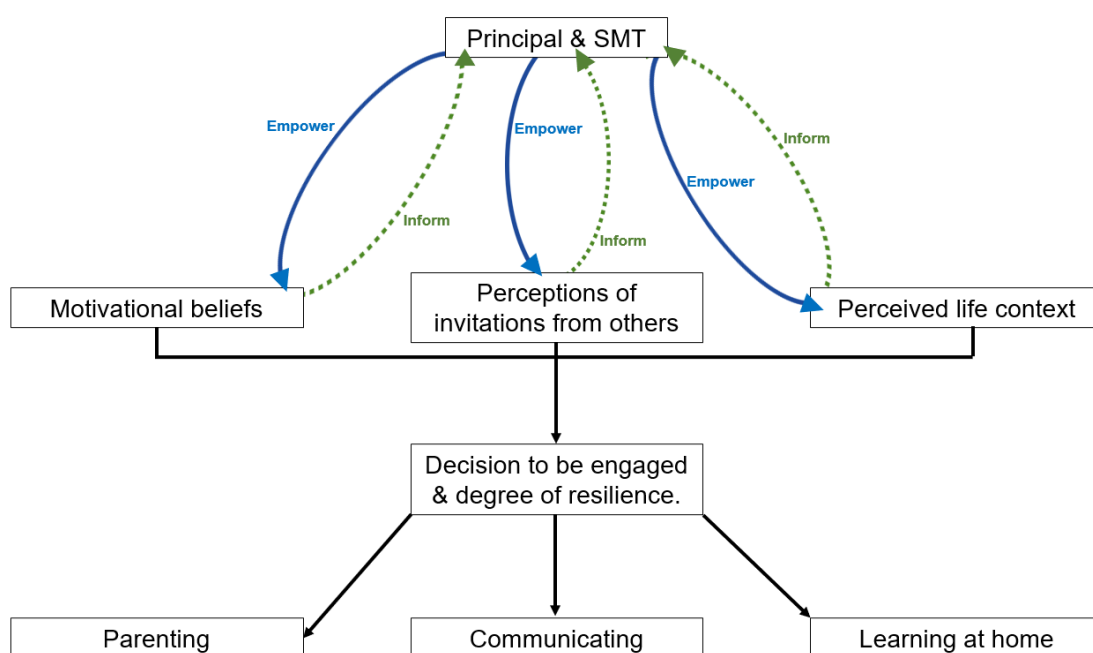 Principal & SMT
Empower
Empower
Inform
Empower
Inform
Inform
Motivational beliefs
Perceptions of
invitations from others
Perceived life context
Decision to be engaged
& degree of resilience.
Parenting
Communicating
Learning at home